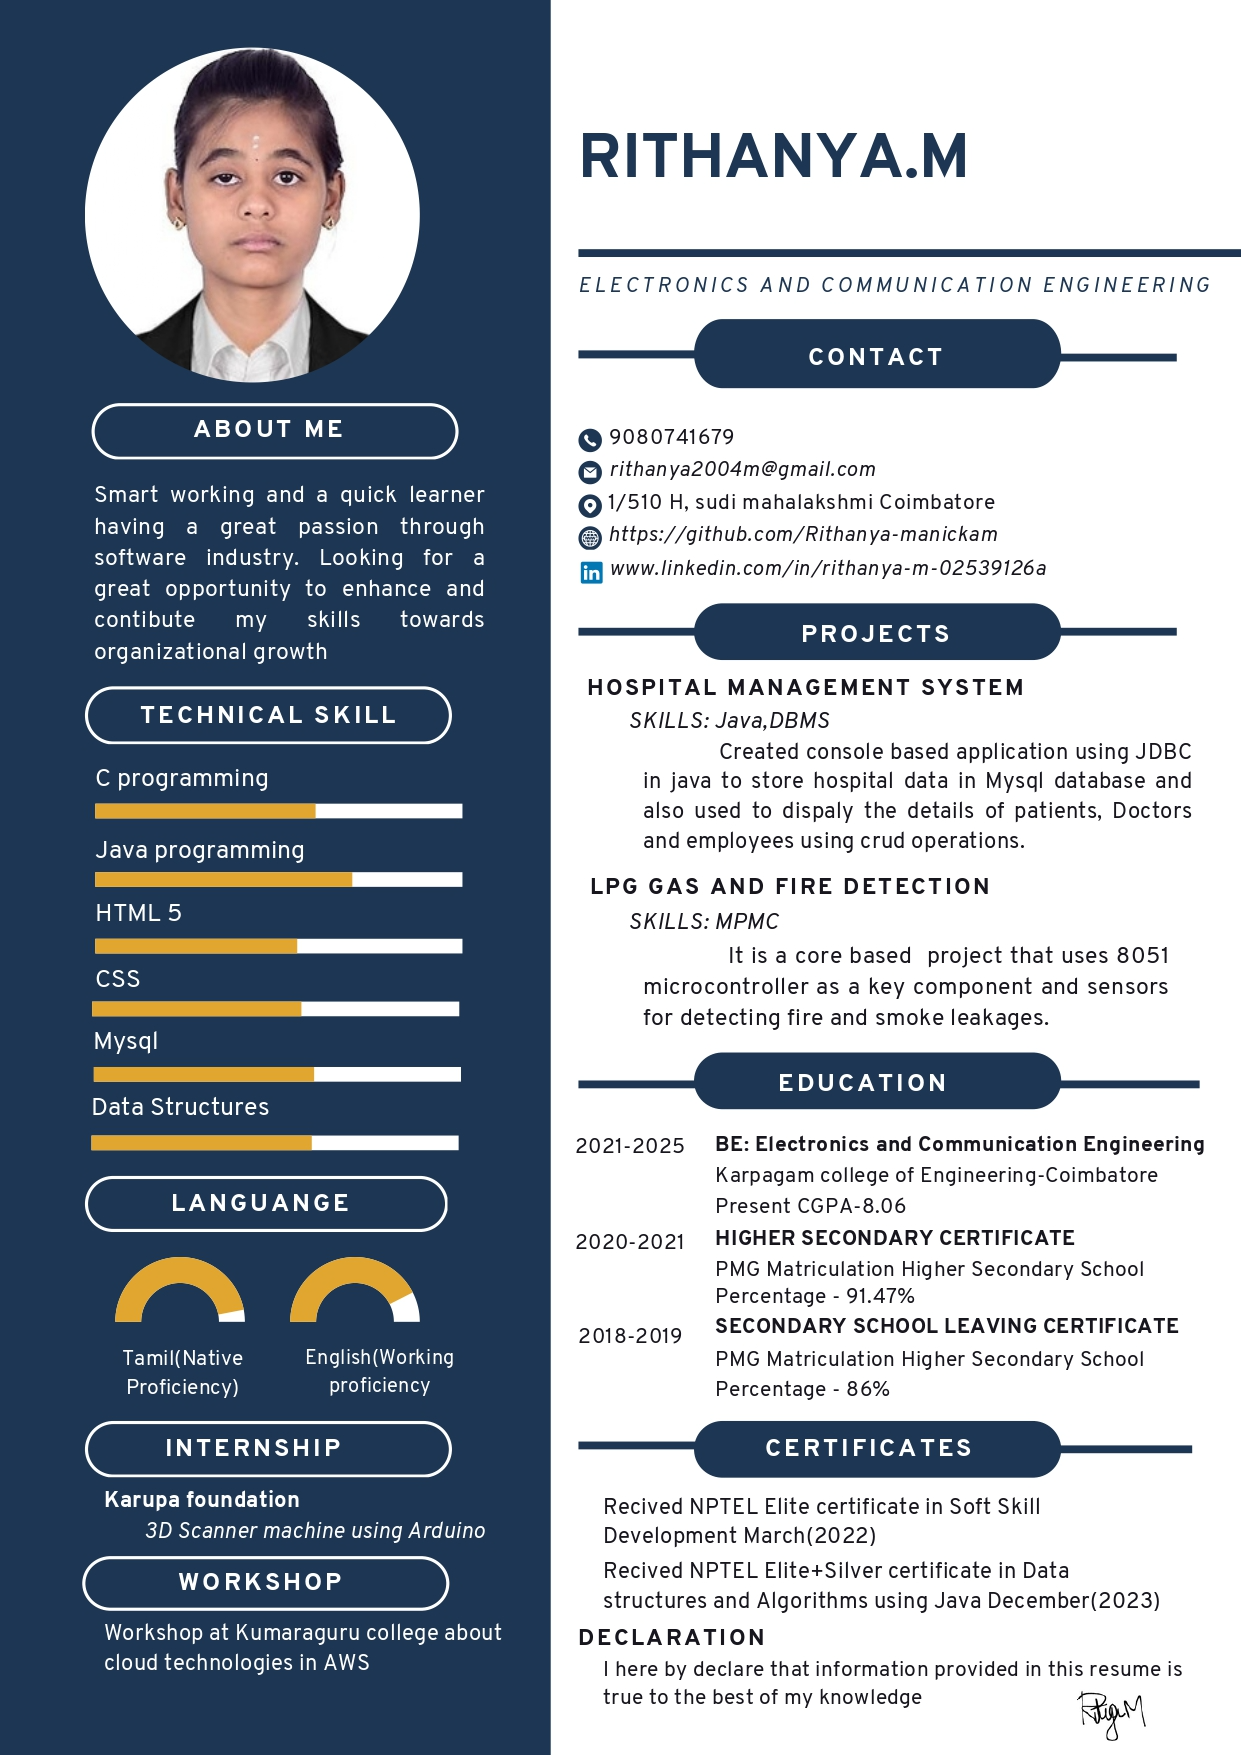 RITHANYA.M
ELECTRONICS AND COMMUNICATION ENGINEERING
ABOUT ME
Smart working and a quick learner
having a great passion through
software industry. Looking for a
great opportunity to enhance and
contibute my skills towards
organizational growth
TECHNICAL SKILL
C programming
Java programming
HTML 5
CSS
Mysql
Data Structures
LANGUANGE
Tamil(Native
Proficiency)
English(Working
proficiency
INTERNSHIP
Karupa foundation
3D Scanner machine using Arduino
WORKSHOP
Workshop at Kumaraguru college about
cloud technologies in AWS
CONTACT
9080741679
rithanya2004m@gmail.com
1/510 H, sudi mahalakshmi Coimbatore
https://github.com/Rithanya-manickam
in www.linkedin.com/in/rithanya-m-02539126a
PROJECTS
HOSPITAL MANAGEMENT SYSTEM
SKILLS: Java,DBMS
Created console based application using JDBC
in java to store hospital data in Mysql database and
also used to dispaly the details of patients, Doctors
and employees using crud operations.
LPG GAS AND FIRE DETECTION
SKILLS: MPMC
It is a core based project that uses 8051
microcontroller as a key component and sensors
for detecting fire and smoke leakages.
EDUCATION
2021-2025 BE: Electronics and Communication Engineering
Karpagam college of Engineering-Coimbatore
Present CGPA-8.06
2020-2021 HIGHER SECONDARY CERTIFICATE
PMG Matriculation Higher Secondary School
Percentage - 91.47%
2018-2019 SECONDARY SCHOOL LEAVING CERTIFICATE
PMG Matriculation Higher Secondary School
Percentage - 86%
CERTIFICATES
Recived NPTEL Elite certificate in Soft Skill
Development March(2022)
Recived NPTEL Elite+Silver certificate in Data
structures and Algorithms using Java December(2023)
DECLARATION
I here by declare that information provided in this resume is
true to the best of my knowledge